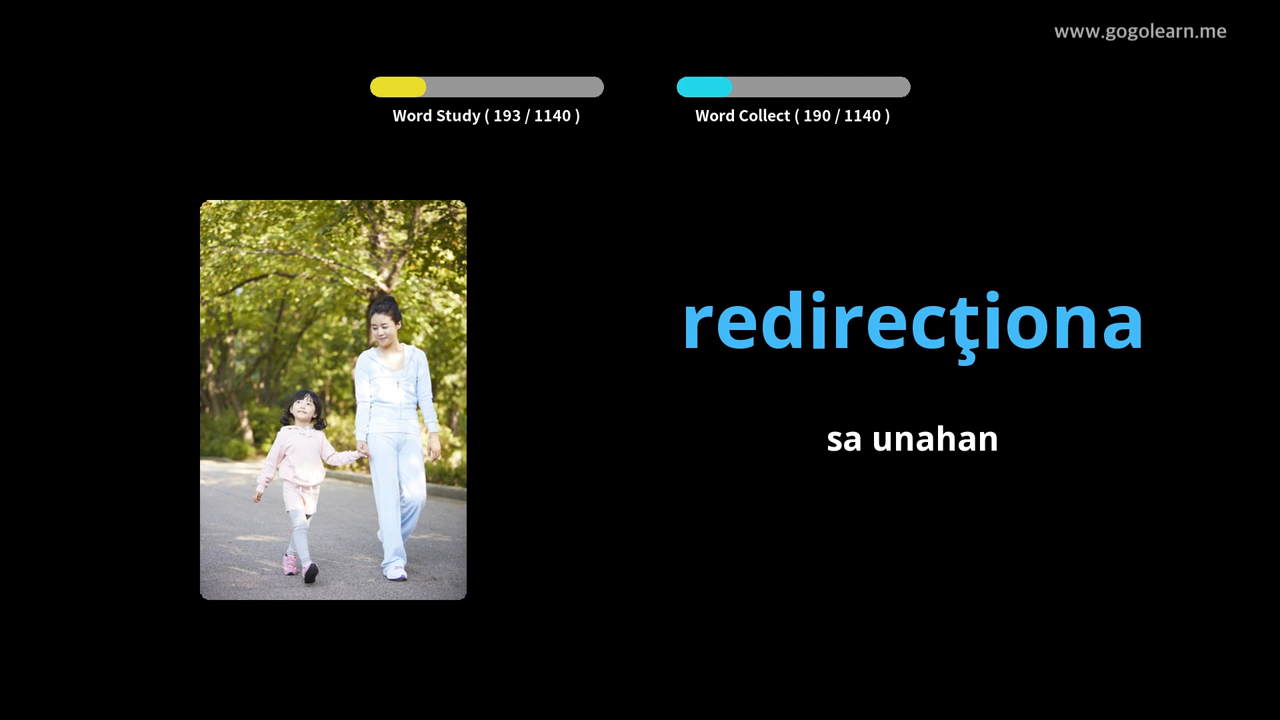 www.gogolearn.me
Word Study ( 193 / 1140 )
Word Collect ( 190 / 1140 )
redirecţiona
sa unahan